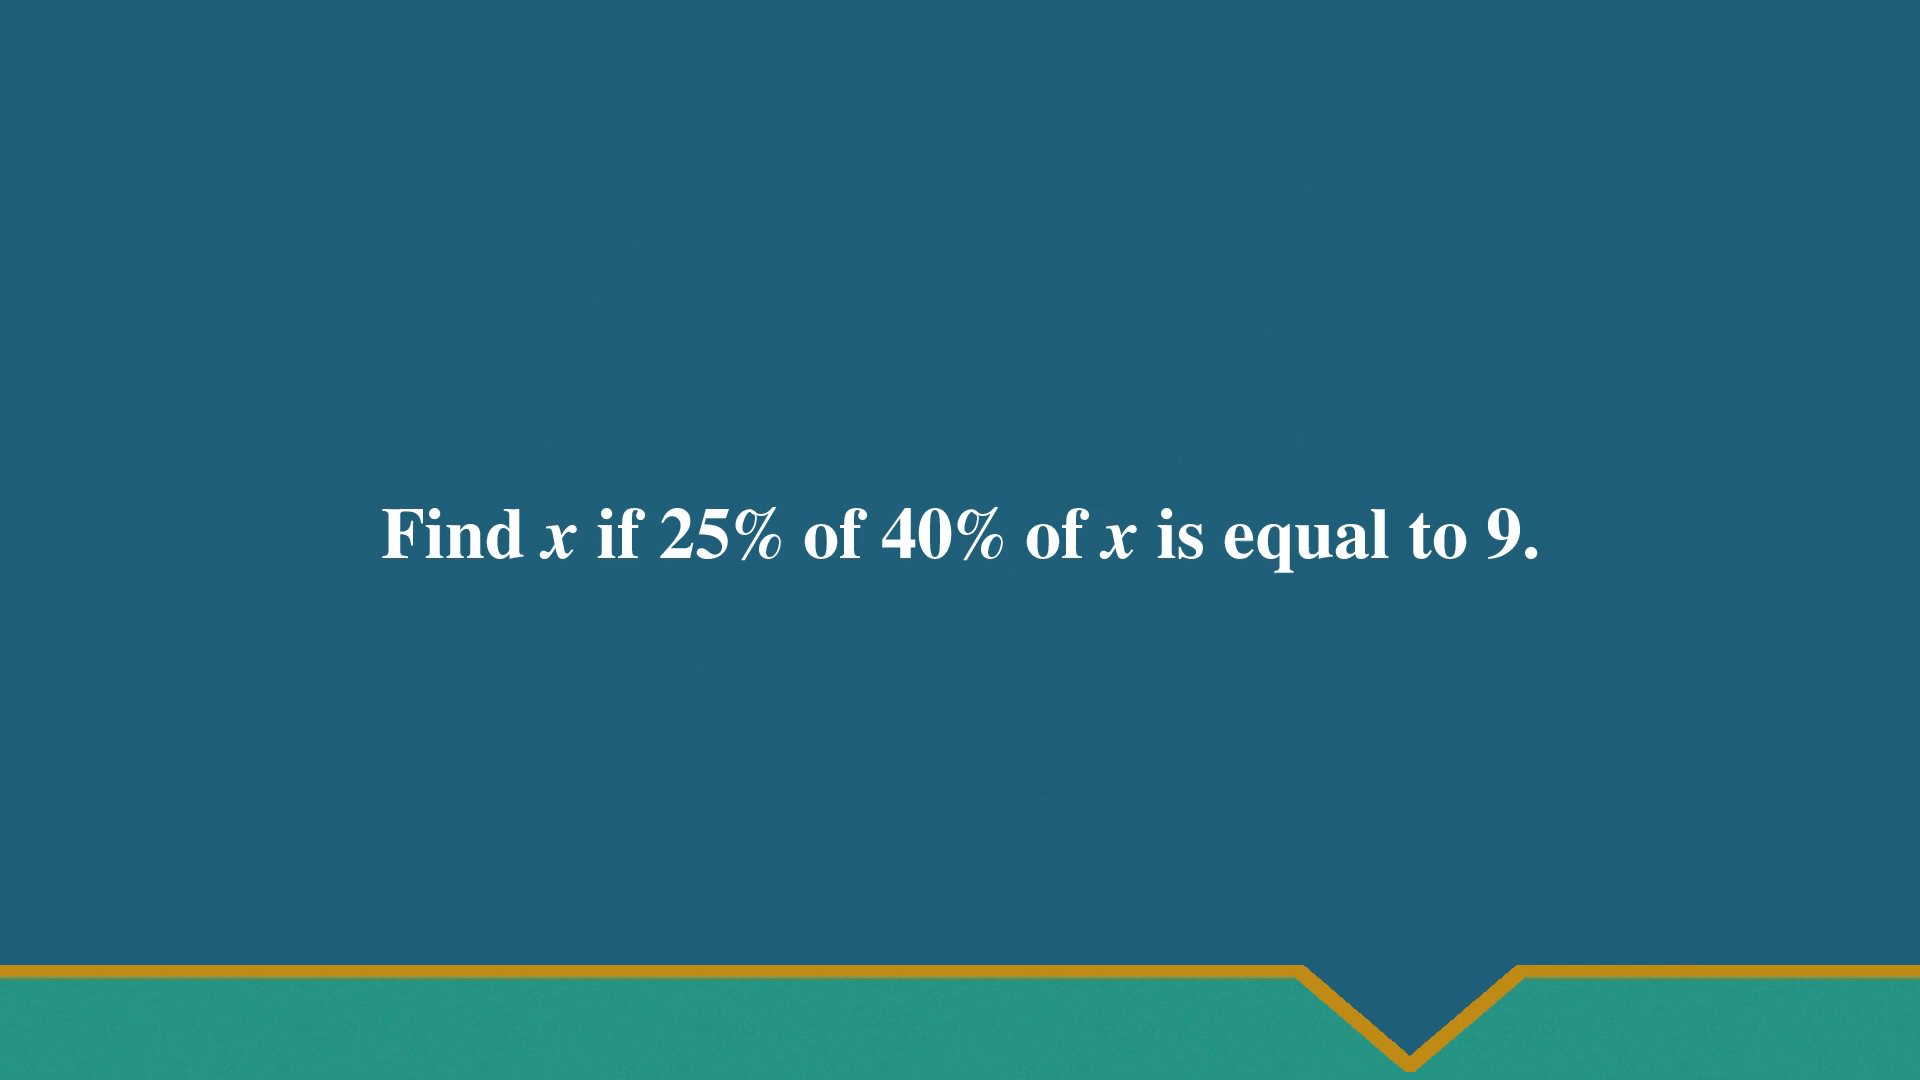 Find x if 25% of 40% of x is equal to 9.